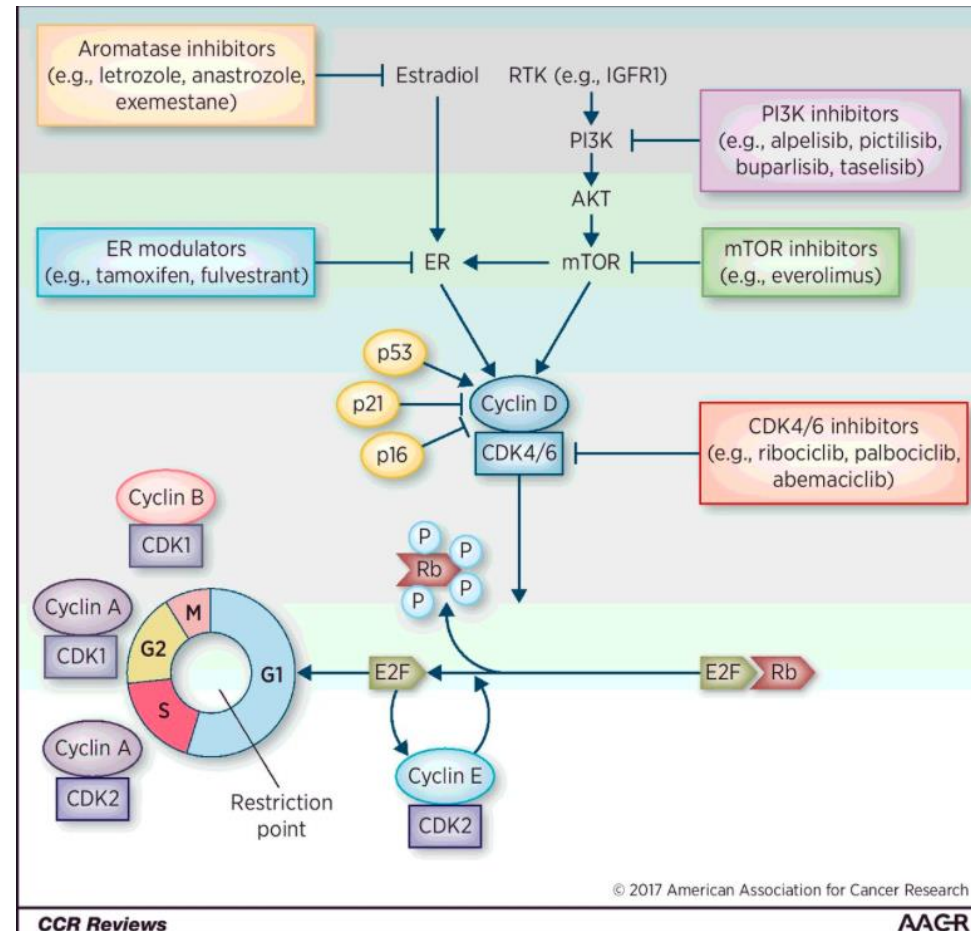 Aromatase inhibitors
(e.g., letrozole, anastrozole,
exemestane)
Estradiol
RTK (e.g., IGFR1)
PI3K
PI3K inhibitors
(e.g., alpelisib, pictilisib,
buparlisib, taselisib)
AKT
ER modulators
(e.g., tamoxifen, fulvestrant)
ER
mTOR
mTOR inhibitors
(e.g., everolimus)
p53
p21
p16
Cyclin D
CDK4/6
CDK4/6 inhibitors
(e.g., ribociclib, palbociclib,
abemaciclib)
Cyclin B
CDK1
P
P
Rb
P
P
Cyclin A
CDK1
M
G2
G1
S
E2F
E2F
Rb
Cyclin A
CDK2
Restriction
point
Cyclin E
CDK2
© 2017 American Association for Cancer Research
CCR Reviews
AACR